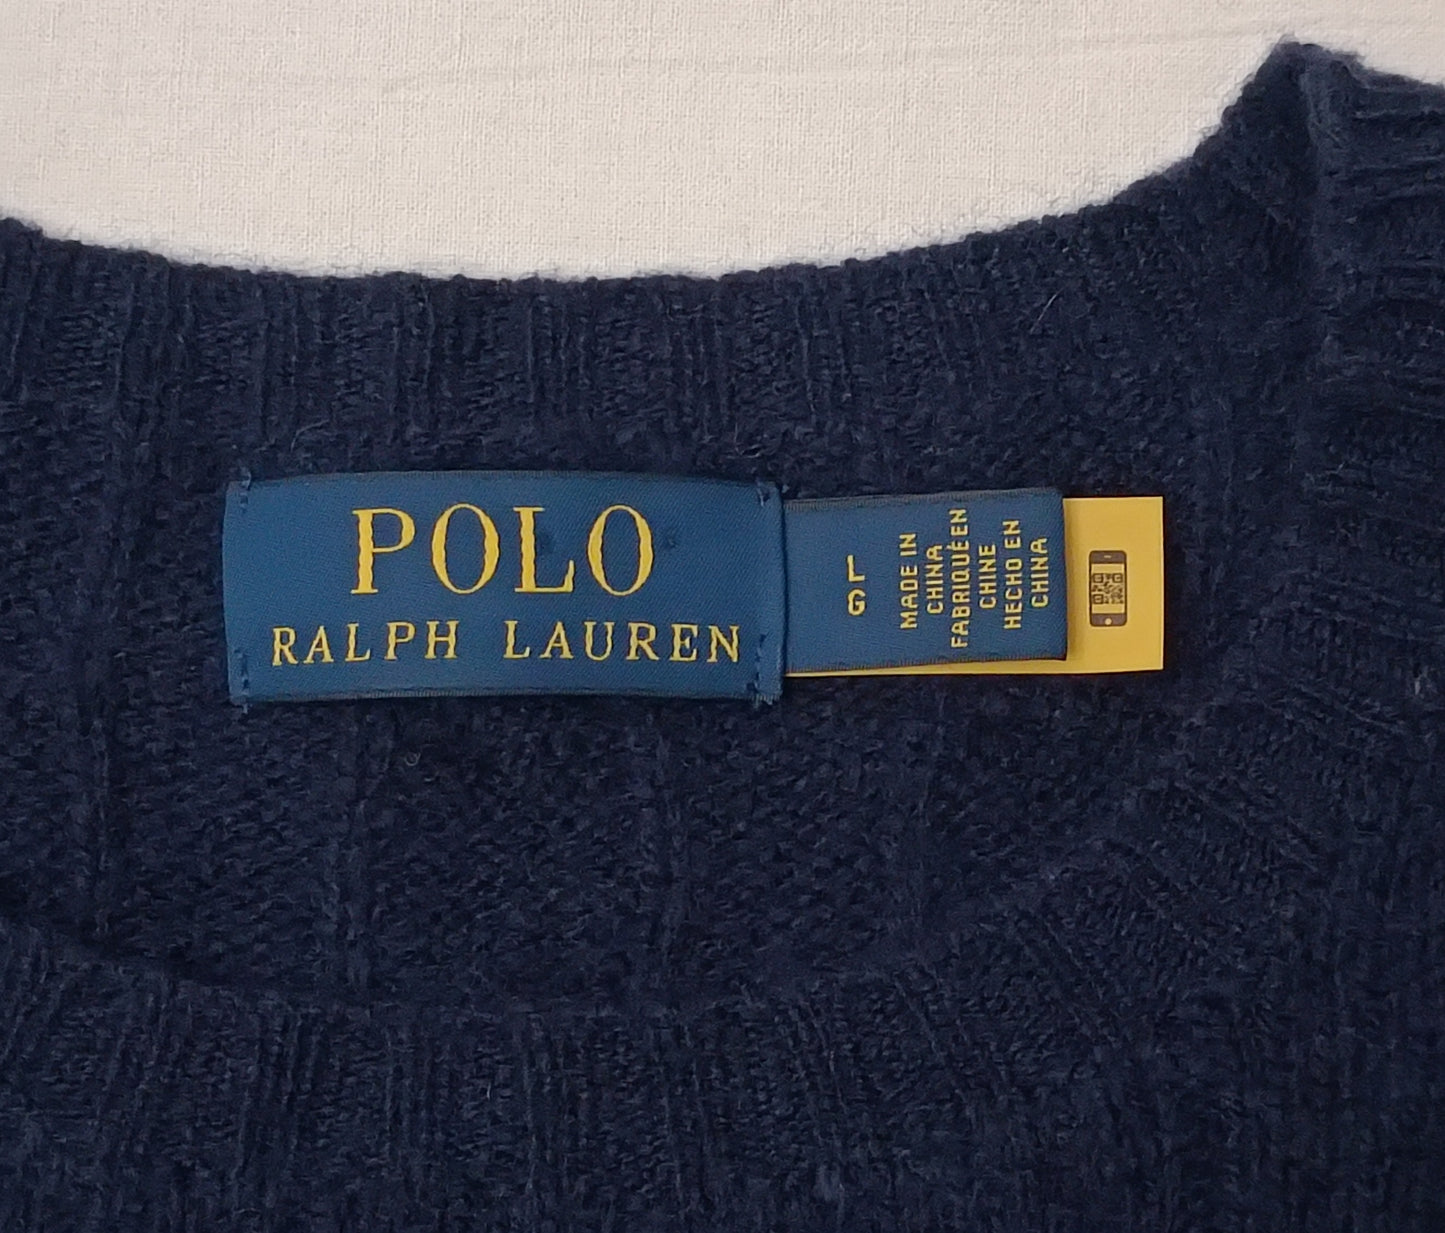 POLO
RALPH LAUREN
L
G
MADE IN
CHINA
FABRIQUÉ EN
CHINE
HECHO EN
CHINA